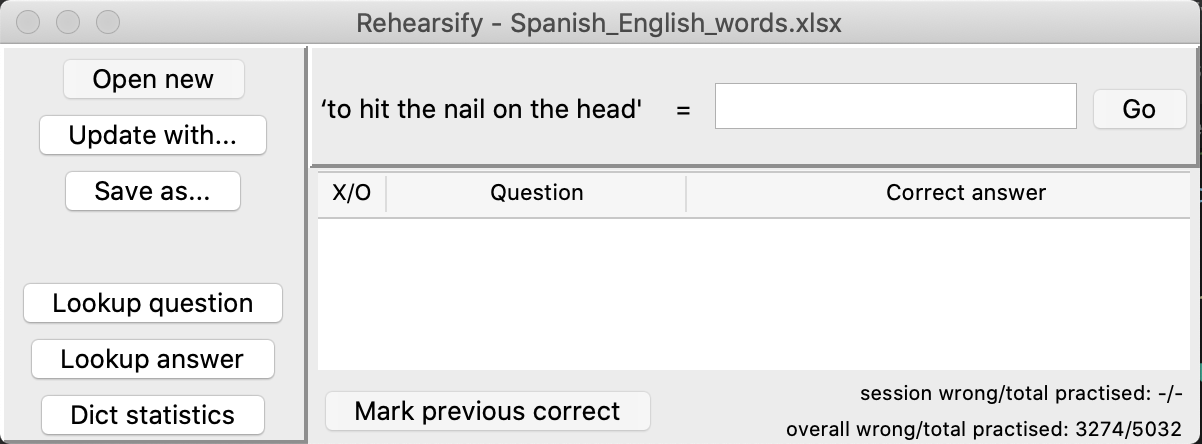 Rehearsify - Spanish_English_words.xlsx
Open new
Update with...
Save as...
Lookup question
Lookup answer
Dict statistics
‘to hit the nail on the head' = Go
X/O Question Correct answer
Mark previous correct
session wrong/total practised: -/-
overall wrong/total practised: 3274/5032